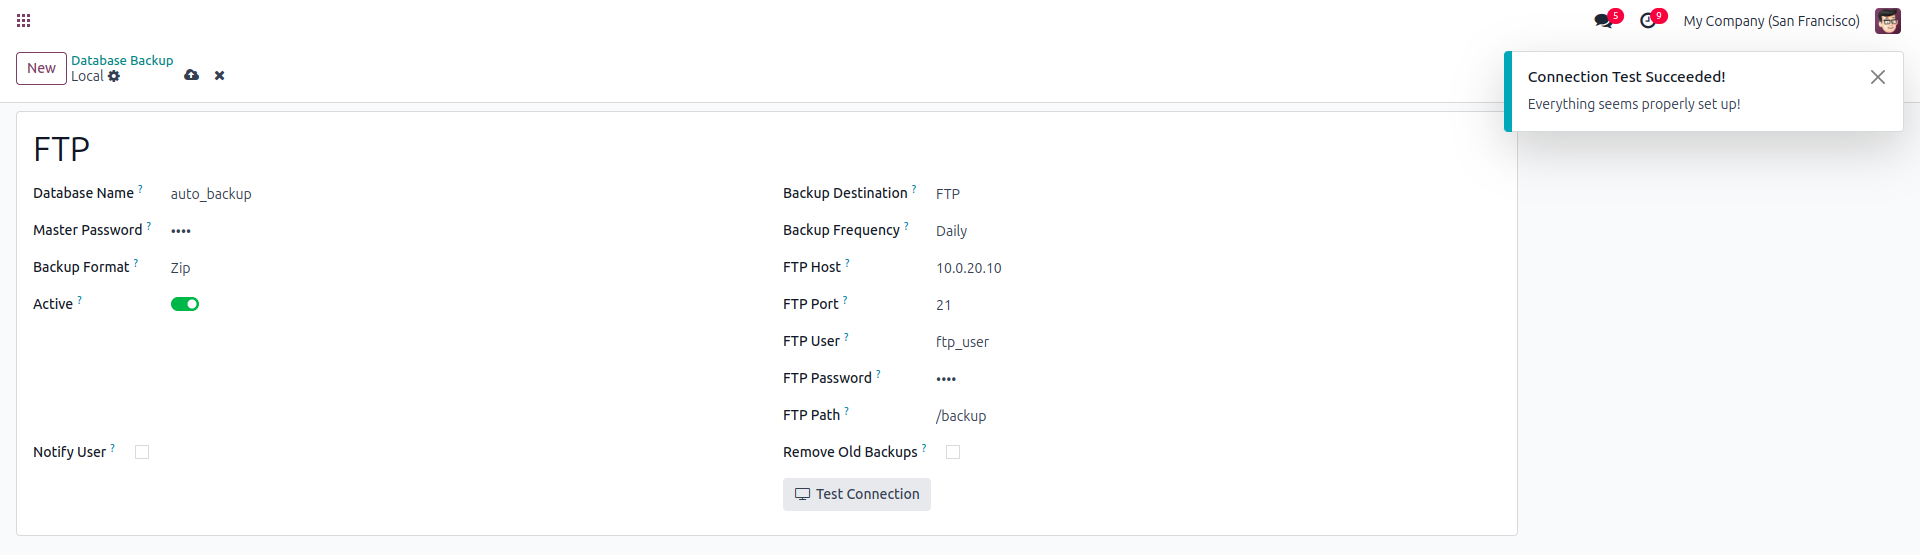 5
9
My Company (San Francisco)
New
Database Backup
Local
Connection Test Succeeded!
Everything seems properly set up!
FTP
Database Name ?
auto_backup
Master Password ?
••••
Backup Format ?
Zip
Active ?
Notify User ?
Backup Destination ?
FTP
Backup Frequency ?
Daily
FTP Host ?
10.0.20.10
FTP Port ?
21
FTP User ?
ftp_user
FTP Password ?
••••
FTP Path ?
/backup
Remove Old Backups ?
Test Connection